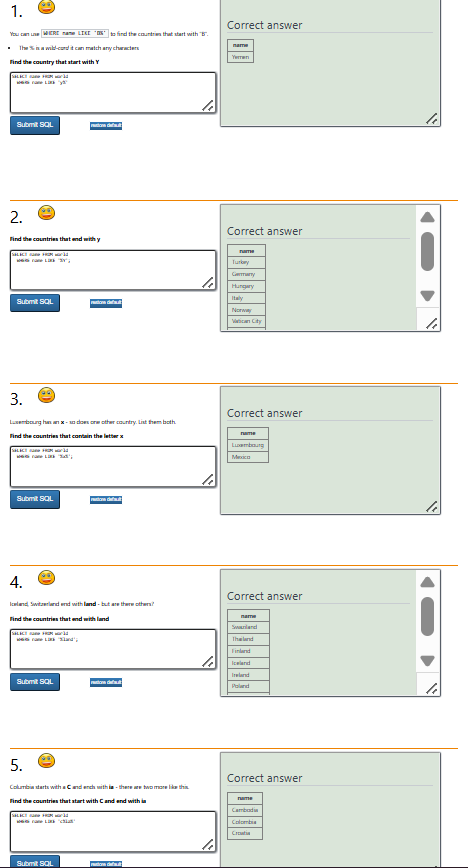 1.
You can use WHERE name LIKE 'B%' to find the countries that start with "B".
The % is a wild-card it can match any characters
Find the country that start with Y
SELECT name FROM world
WHERE name LIKE 'y%'
Submit SQL
restore default
Correct answer
name
Yemen
2.
Find the countries that end with y
SELECT name FROM world
WHERE name LIKE '%Y';
Submit SQL
restore default
Correct answer
name
Turkey
Germany
Hungary
Italy
Norway
Vatican City
3.
Luxembourg has an x - so does one other country. List them both.
Find the countries that contain the letter x
SELECT name FROM world
WHERE name LIKE '%x%';
Submit SQL
restore default
Correct answer
name
Luxembourg
Mexico
4.
Iceland, Switzerland end with land - but are there others?
Find the countries that end with land
SELECT name FROM world
WHERE name LIKE '%land';
Submit SQL
restore default
Correct answer
name
Swaziland
Thailand
Finland
Iceland
Ireland
Poland
5.
Columbia starts with a C and ends with ia - there are two more like this.
Find the countries that start with C and end with ia
SELECT name FROM world
WHERE name LIKE 'c%ia%'
Submit SQL
restore default
Correct answer
name
Cambodia
Colombia
Croatia